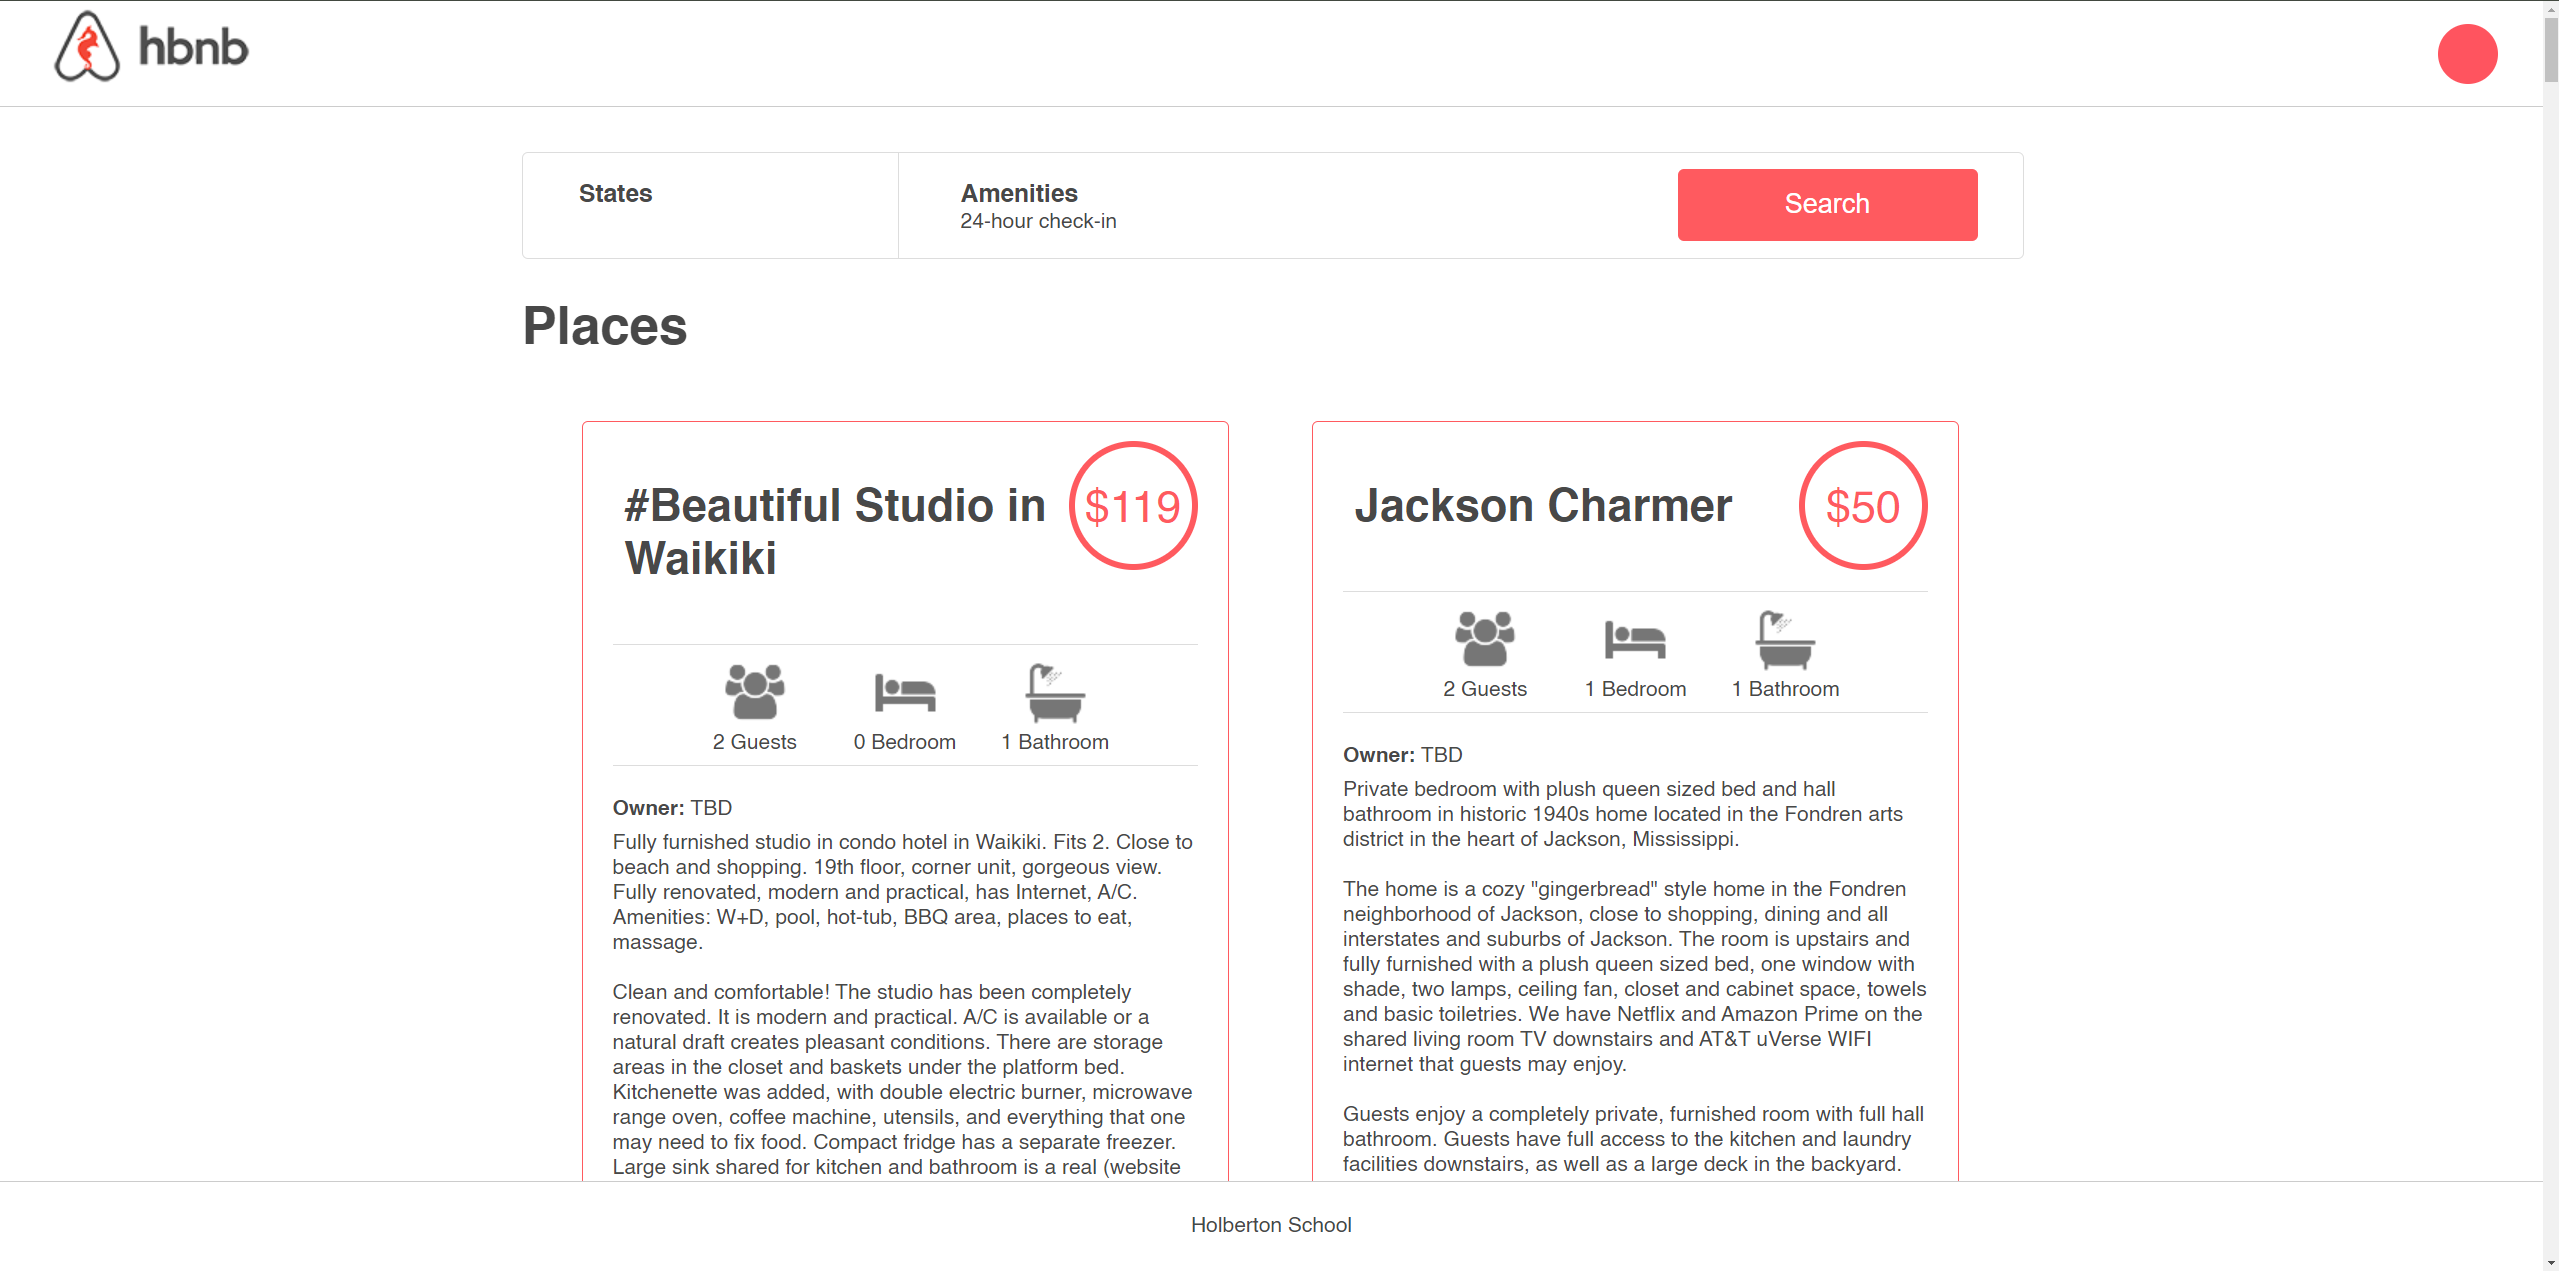 hbnb
States
Amenities
24-hour check-in
Search
Places
#Beautiful Studio in
Waikiki
$119
2 Guests
0 Bedroom
1 Bathroom
Owner: TBD
Fully furnished studio in condo hotel in Waikiki. Fits 2. Close to
beach and shopping. 19th floor, corner unit, gorgeous view.
Fully renovated, modern and practical, has Internet, A/C.
Amenities: W+D, pool, hot-tub, BBQ area, places to eat,
massage.
Clean and comfortable! The studio has been completely
renovated. It is modern and practical. A/C is available or a
natural draft creates pleasant conditions. There are storage
areas in the closet and baskets under the platform bed.
Kitchenette was added, with double electric burner, microwave
range oven, coffee machine, utensils, and everything that one
may need to fix food. Compact fridge has a separate freezer.
Large sink shared for kitchen and bathroom is a real (website
Jackson Charmer
$50
2 Guests
1 Bedroom
1 Bathroom
Owner: TBD
Private bedroom with plush queen sized bed and hall
bathroom in historic 1940s home located in the Fondren arts
district in the heart of Jackson, Mississippi.
The home is a cozy "gingerbread" style home in the Fondren
neighborhood of Jackson, close to shopping, dining and all
interstates and suburbs of Jackson. The room is upstairs and
fully furnished with a plush queen sized bed, one window with
shade, two lamps, ceiling fan, closet and cabinet space, towels
and basic toiletries. We have Netflix and Amazon Prime on the
shared living room TV downstairs and AT&T uVerse WIFI
internet that guests may enjoy.
Guests enjoy a completely private, furnished room with full hall
bathroom. Guests have full access to the kitchen and laundry
facilities downstairs, as well as a large deck in the backyard.
Holberton School